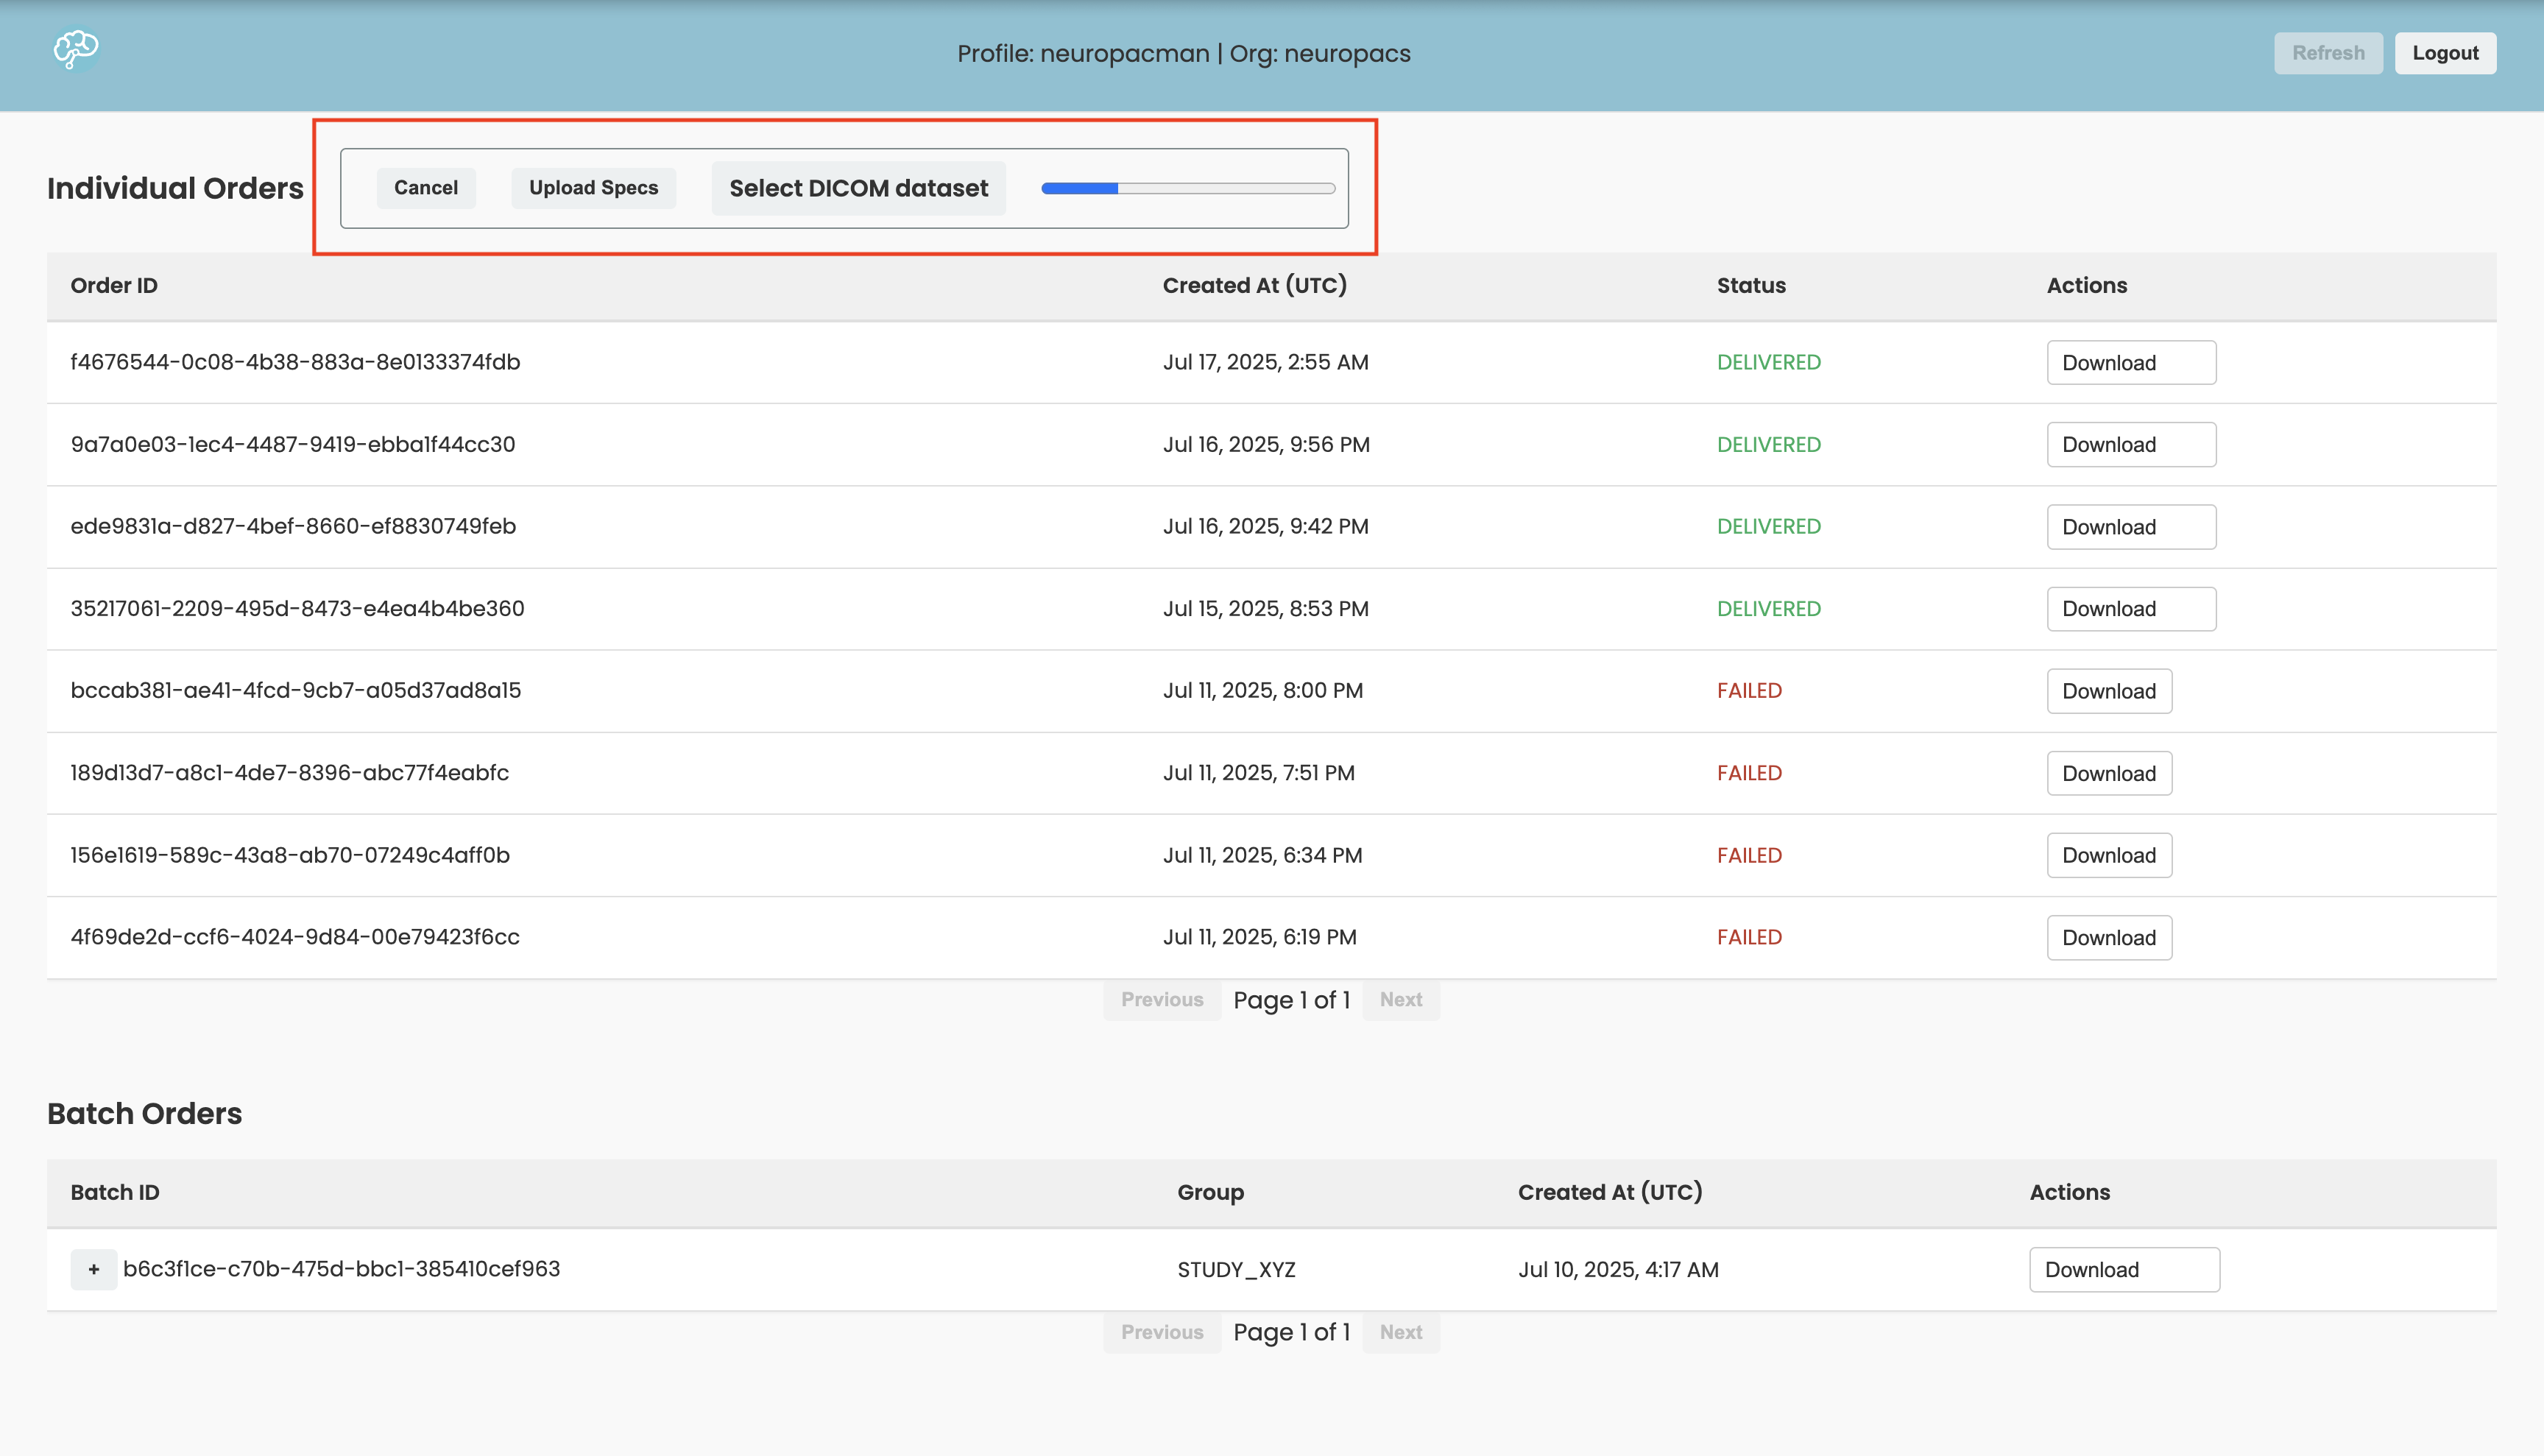 Profile: neuropacman | Org: neuropacs
Refresh
Logout
Individual Orders
Cancel
Upload Specs
Select DICOM dataset
Order ID Created At (UTC) Status Actions
f4676544-0c08-4b38-883a-8e0133374fdb Jul 17, 2025, 2:55 AM DELIVERED Download
9a7a0e03-1ec4-4487-9419-ebba1f44cc30 Jul 16, 2025, 9:56 PM DELIVERED Download
ede9831a-d827-4bef-8660-ef8830749feb Jul 16, 2025, 9:42 PM DELIVERED Download
35217061-2209-495d-8473-e4ea4b4be360 Jul 15, 2025, 8:53 PM DELIVERED Download
bccab381-ae41-4fcd-9cb7-a05d37ad8a15 Jul 11, 2025, 8:00 PM FAILED Download
189d13d7-a8c1-4de7-8396-abc77f4eabfc Jul 11, 2025, 7:51 PM FAILED Download
156e1619-589c-43a8-ab70-07249c4aff0b Jul 11, 2025, 6:34 PM FAILED Download
4f69de2d-ccf6-4024-9d84-00e79423f6cc Jul 11, 2025, 6:19 PM FAILED Download
Previous Page 1 of 1 Next
Batch Orders
Batch ID Group Created At (UTC) Actions
+ b6c3f1ce-c70b-475d-bbc1-385410cef963 STUDY_XYZ Jul 10, 2025, 4:17 AM Download
Previous Page 1 of 1 Next